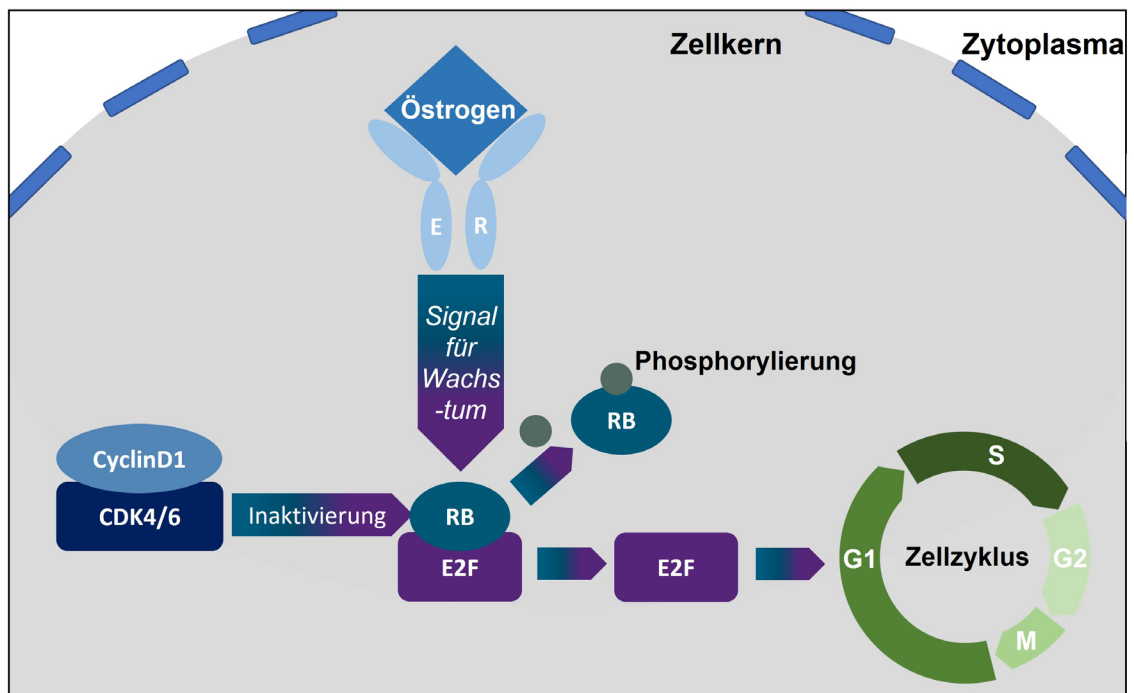 Zellkern
Zytoplasma
Östrogen
E R
Signal
für
Wachs
-tum
Phosphorylierung
RB
CyclinD1
CDK4/6
Inaktivierung
RB
E2F
E2F
S
G1
Zellzyklus
G2
M